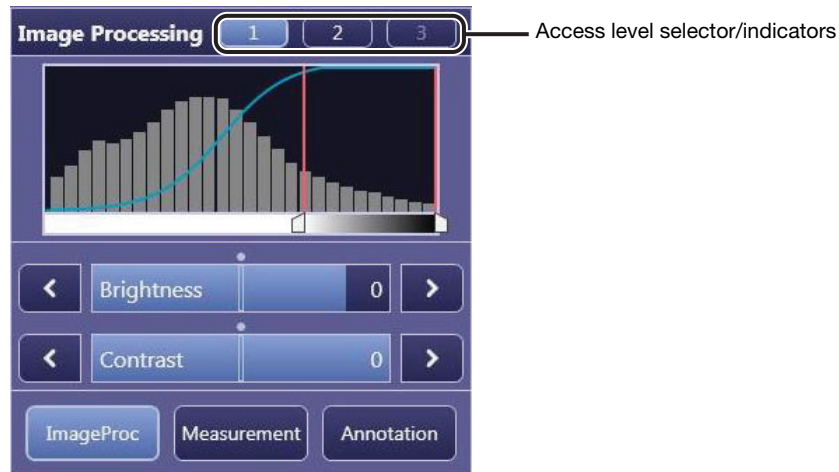 Image Processing 1 2 3 Access level selector/indicators
Brightness 0
Contrast 0
ImageProc Measurement Annotation